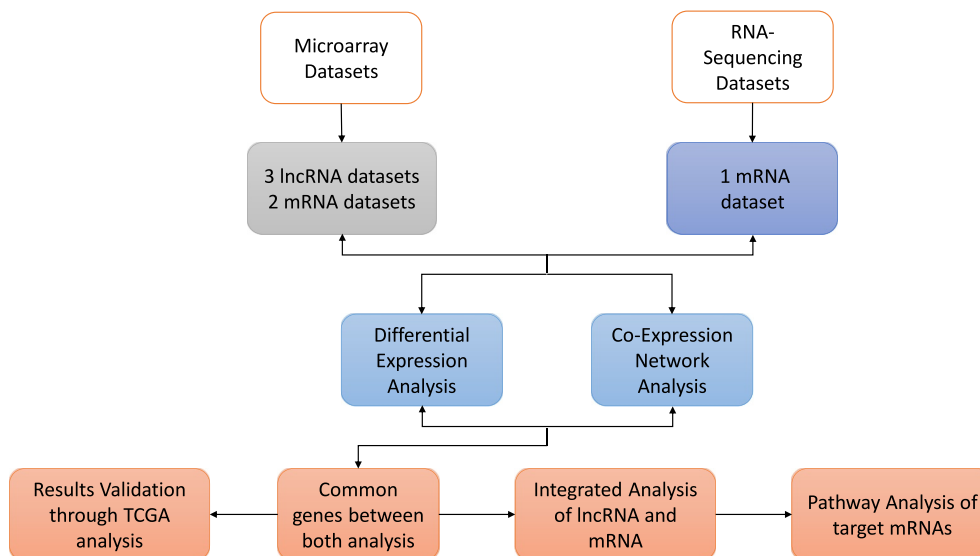 Microarray
Datasets
RNA-
Sequencing
Datasets
3 lncRNA datasets
2 mRNA datasets
1 mRNA
dataset
Differential
Expression
Analysis
Co-Expression
Network
Analysis
Results Validation
through TCGA
analysis
Common
genes between
both analysis
Integrated Analysis
of lncRNA and
mRNA
Pathway Analysis of
target mRNAs